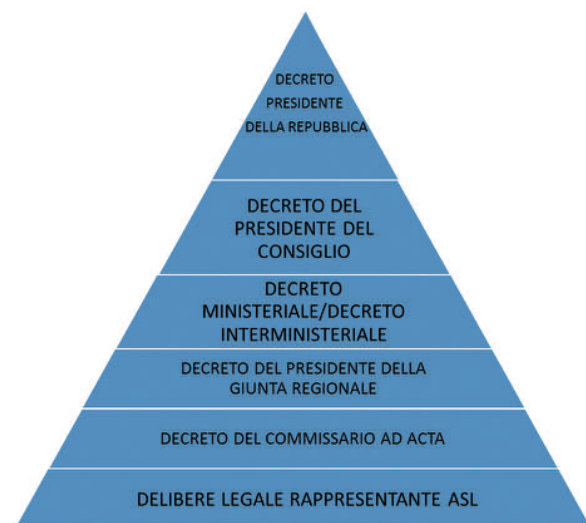 DECRETO
PRESIDENTE
DELLA REPUBBLICA
DECRETO DEL
PRESIDENTE DEL
CONSIGLIO
DECRETO
MINISTERIALE/DECRETO
INTERMINISTERIALE
DECRETO DEL PRESIDENTE DELLA
GIUNTA REGIONALE
DECRETO DEL COMMISSARIO AD ACTA
DELIBERE LEGALE RAPPRESENTANTE ASL